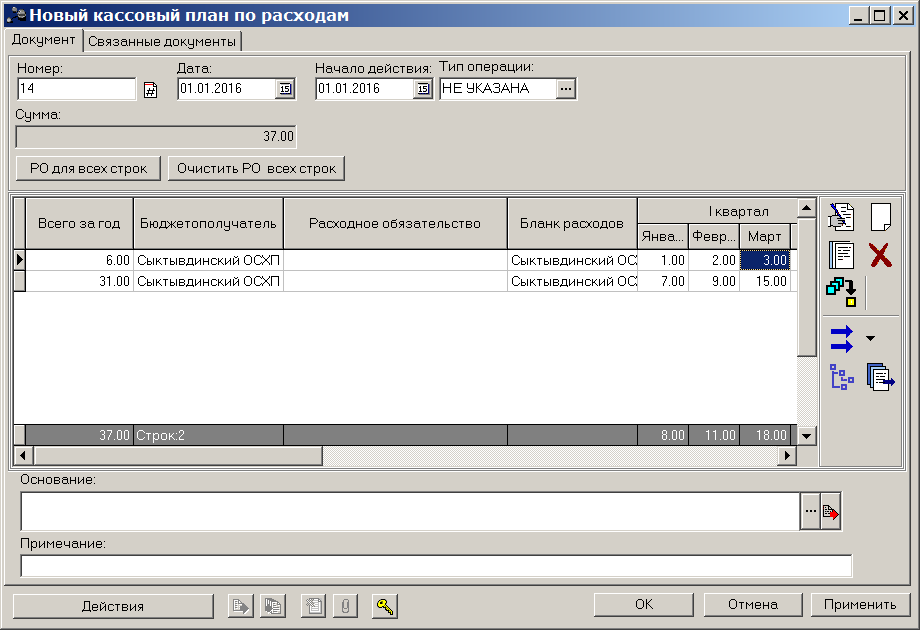 Новый кассовый план по расходам
Документ Связанные документы
Номер: Дата: Начало действия: Тип операции:
14 01.01.2016 15 01.01.2016 15 НЕ УКАЗАНА ...
Сумма:
37.00
РО для всех строк Очистить РО всех строк
Всего за год Бюджетополучатель Расходное обязательство Бланк расходов I квартал
Янва... Февр... Март
6.00 Сыктывдинский ОСХП Сыктывдинский ОСХ 1.00 2.00 3.00
31.00 Сыктывдинский ОСХП Сыктывдинский ОСХ 7.00 9.00 15.00
37.00 Строк:2 8.00 11.00 18.00
Основание:
...
Примечание:
Действия OK Отмена Применить